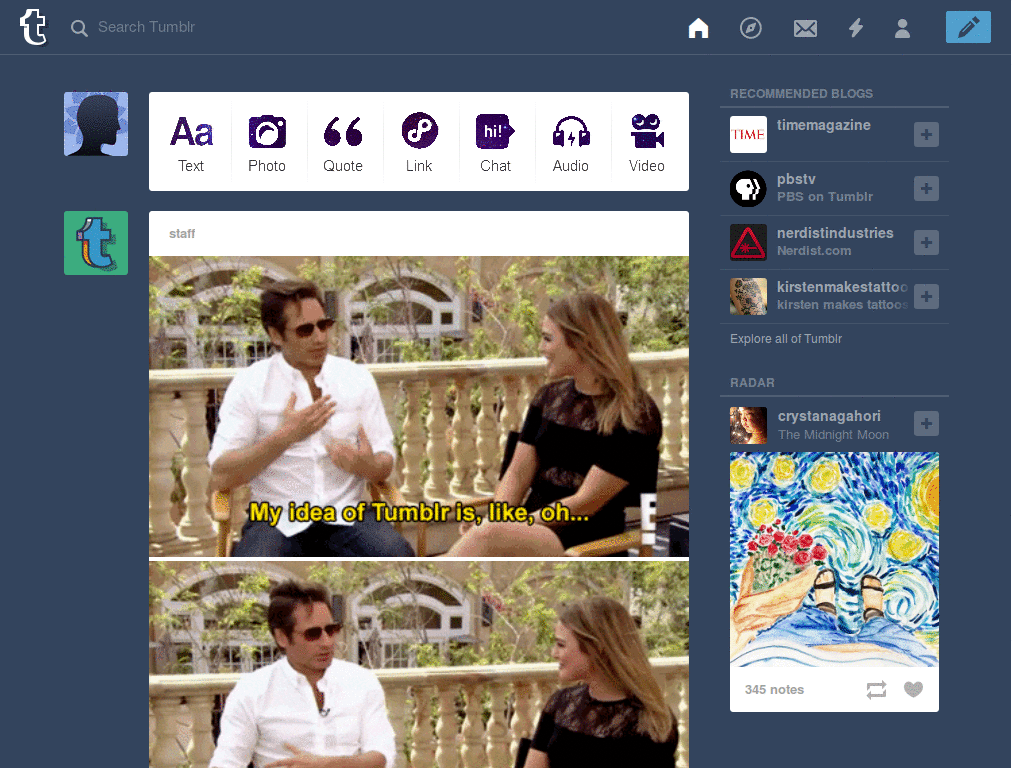 Search Tumblr
Aa
hi!
Text
Photo
Quote
Link
Chat
Audio
Video
staff
My idea of Tumblr is, like, oh...
RECOMMENDED BLOGS
TIME
timemagazine
pbstv
PBS on Tumblr
nerdistindustries
Nerdist.com
kirstenmakestattoo
kirsten makes tattoos
Explore all of Tumblr
RADAR
crystanagahori
The Midnight Moon
345 notes